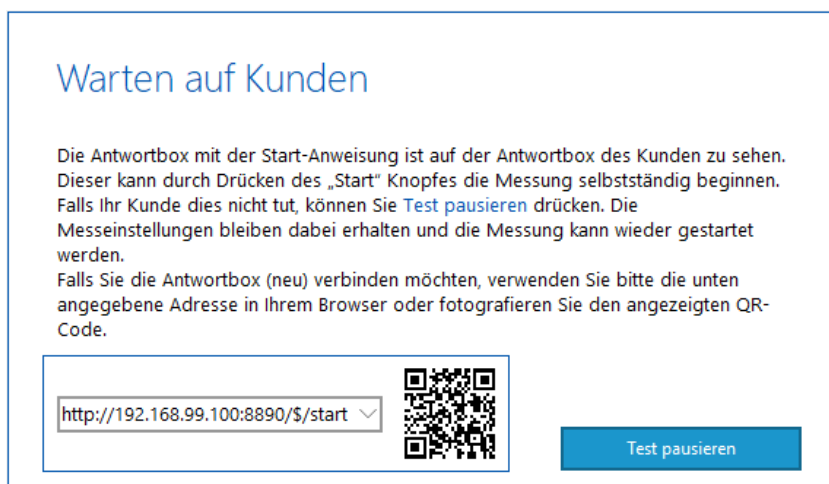 Warten auf Kunden
Die Antwortbox mit der Start-Anweisung ist auf der Antwortbox des Kunden zu sehen.
Dieser kann durch Drücken des „Start“ Knopfes die Messung selbstständig beginnen.
Falls Ihr Kunde dies nicht tut, können Sie Test pausieren drücken. Die
Messeinstellungen bleiben dabei erhalten und die Messung kann wieder gestartet
werden.
Falls Sie die Antwortbox (neu) verbinden möchten, verwenden Sie bitte die unten
angegebene Adresse in Ihrem Browser oder fotografieren Sie den angezeigten QR-
Code.
http://192.168.99.100:8890/$/start
Test pausieren